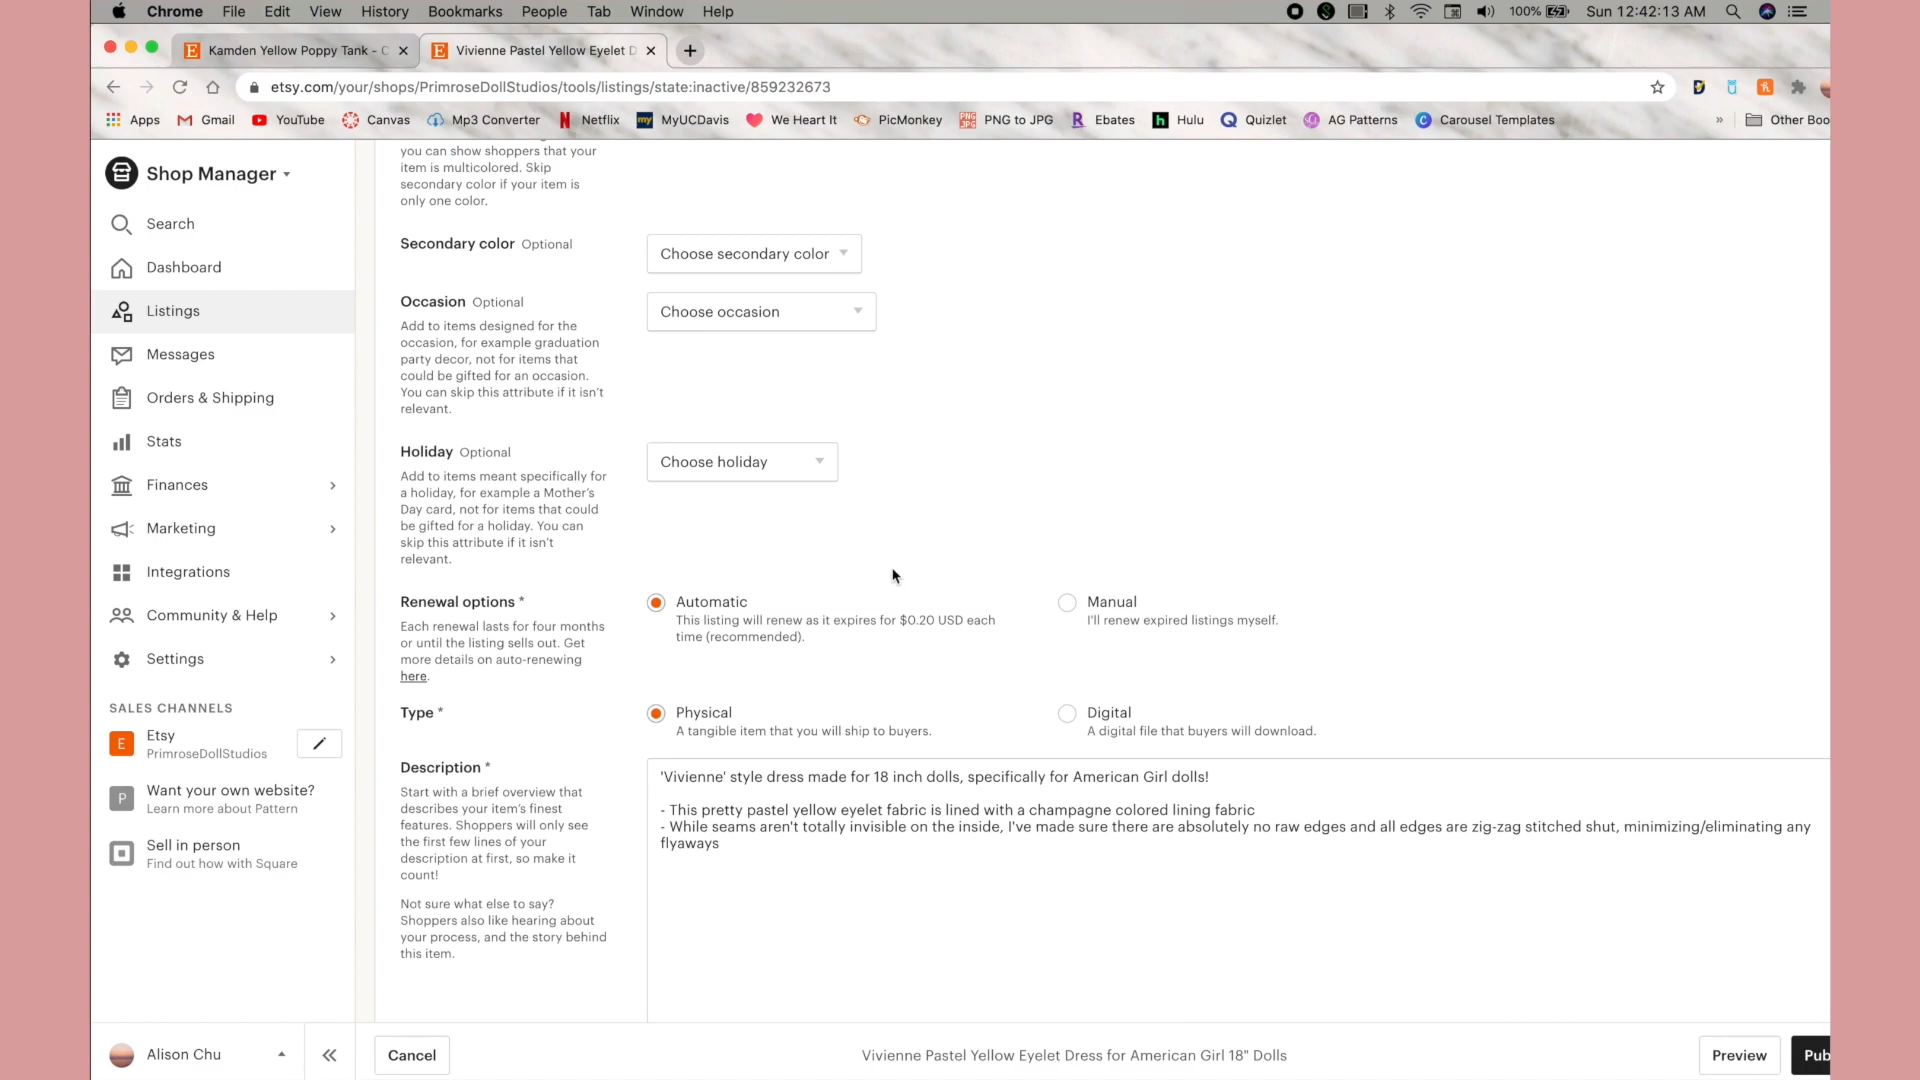 Chrome File Edit View History Bookmarks People Tab Window Help 100% Sun 12:42:13 AM
Kamden Yellow Poppy Tank - Vivienne Pastel Yellow Eyelet
etsy.com/your/shops/PrimroseDollStudios/tools/listings/state:inactive/859232673
Apps Gmail YouTube Canvas Mp3 Converter Netflix MyUCDavis We Heart It PicMonkey PNG to JPG Ebates Hulu Quizlet AG Patterns Carousel Templates » Other Boo
Shop Manager
Search
Dashboard
Listings
Messages
Orders & Shipping
Stats
Finances
Marketing
Integrations
Community & Help
Settings
SALES CHANNELS
Etsy
PrimroseDollStudios
Want your own website?
Learn more about Pattern
Sell in person
Find out how with Square
Alison Chu
you can show shoppers that your
item is multicolored. Skip
secondary color if your item is
only one color.
Secondary color Optional
Choose secondary color
Occasion Optional
Choose occasion
Add to items designed for the
occasion, for example graduation
party decor, not for items that
could be gifted for an occasion.
You can skip this attribute if it isn't
relevant.
Holiday Optional
Choose holiday
Add to items meant specifically for
a holiday, for example a Mother's
Day card, not for items that could
be gifted for a holiday. You can
skip this attribute if it isn't
relevant.
Renewal options *
Each renewal lasts for four months
or until the listing sells out. Get
more details on auto-renewing
here.
Automatic
This listing will renew as it expires for $0.20 USD each
time (recommended).
Manual
I'll renew expired listings myself.
Type *
Physical
A tangible item that you will ship to buyers.
Digital
A digital file that buyers will download.
Description *
Start with a brief overview that
describes your item's finest
features. Shoppers will only see
the first few lines of your
description at first, so make it
count!
Not sure what else to say?
Shoppers also like hearing about
your process, and the story behind
this item.
'Vivienne' style dress made for 18 inch dolls, specifically for American Girl dolls!
- This pretty pastel yellow eyelet fabric is lined with a champagne colored lining fabric
- While seams aren't totally invisible on the inside, I've made sure there are absolutely no raw edges and all edges are zig-zag stitched shut, minimizing/eliminating any
flyaways
Cancel
Vivienne Pastel Yellow Eyelet Dress for American Girl 18" Dolls
Preview
Pub